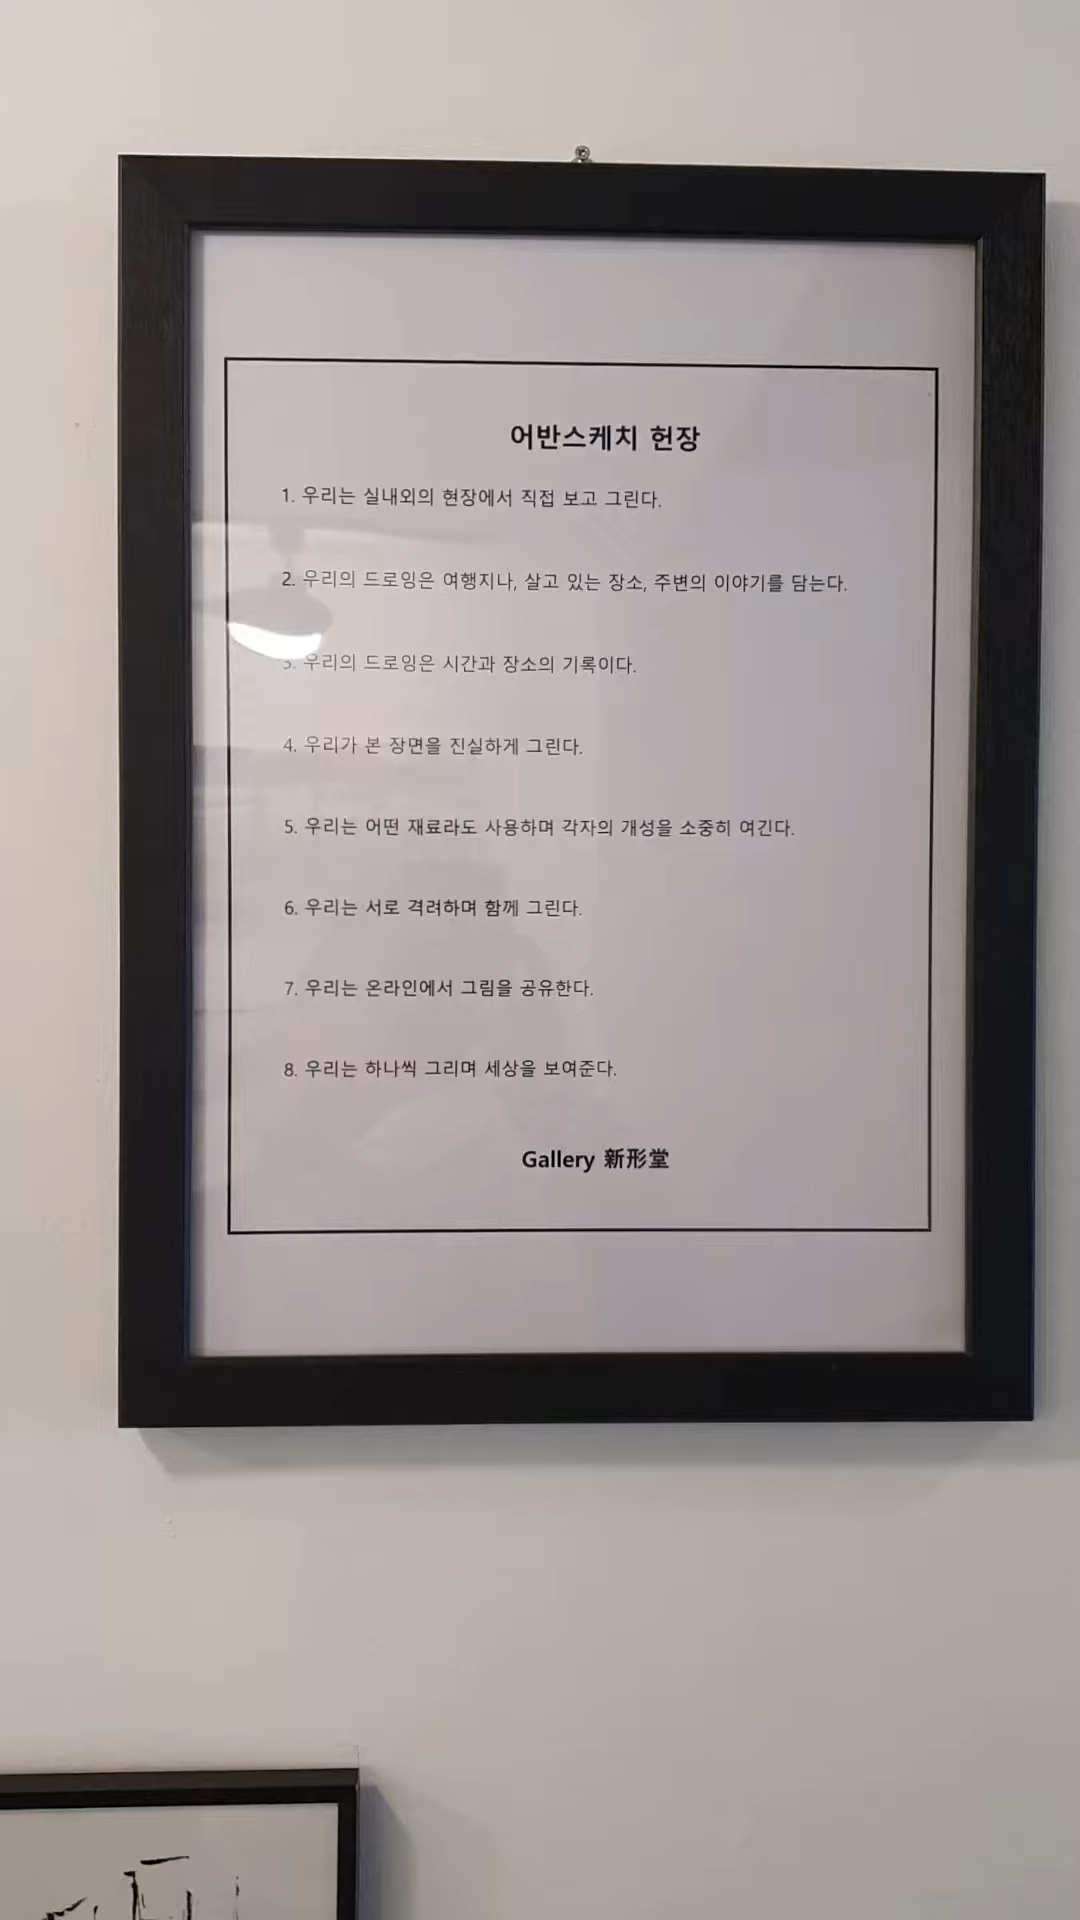 어반스케치 헌장
1. 우리는 실내외의 현장에서 직접 보고 그린다.
2. 우리의 드로잉은 여행지나, 살고 있는 장소, 주변의 이야기를 담는다.
3. 우리의 드로잉은 시간과 장소의 기록이다.
4. 우리가 본 장면을 진실하게 그린다.
5. 우리는 어떤 재료라도 사용하며 각자의 개성을 소중히 여긴다.
6. 우리는 서로 격려하며 함께 그린다.
7. 우리는 온라인에서 그림을 공유한다.
8. 우리는 하나씩 그리며 세상을 보여준다.
Gallery 新形堂